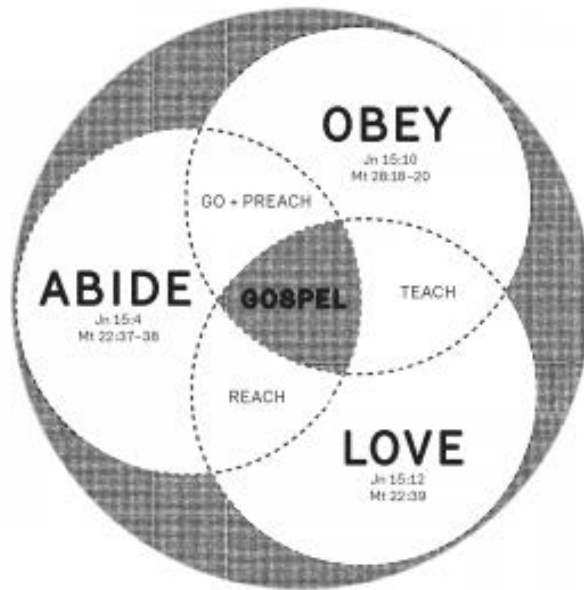 OBEY
Jn 15:10
Mt 28:18-20
GO + PREACH
ABIDE
Jn 15:4
Mt 22:37-38
GOSPEL
TEACH
REACH
LOVE
Jn 15:12
Mt 22:39